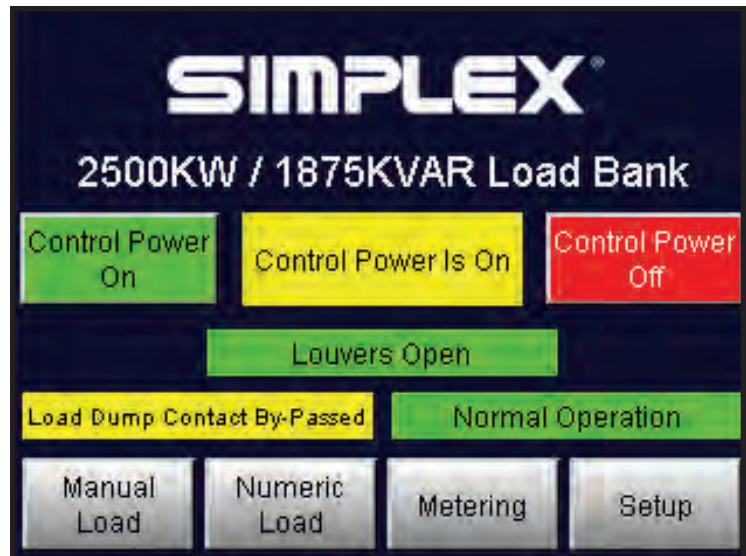 SIMPLEX®
2500KW / 1875KVAR Load Bank
Control Power
On
Control Power Is On
Control Power
Off
Louvers Open
Load Dump Contact By-Passed
Normal Operation
Manual
Load
Numeric
Load
Metering
Setup